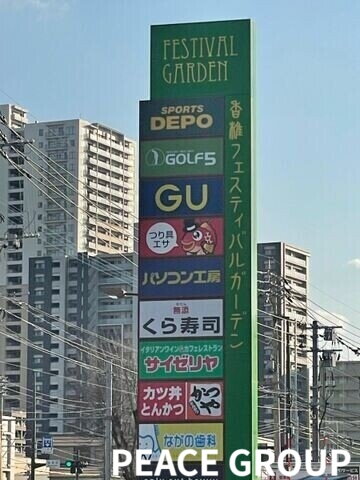 FESTIVAL
GARDEN
香椎フェスティバルガーデン
SPORTS
DEPO
GOLF5
GU
つり具
エサ
パソコン工房
無添
くら寿司
イタリアンワイン&カフェレストラン
サイゼリヤ
カツ丼
とんかつ
かつや
ながの歯科
PEACE GROUP